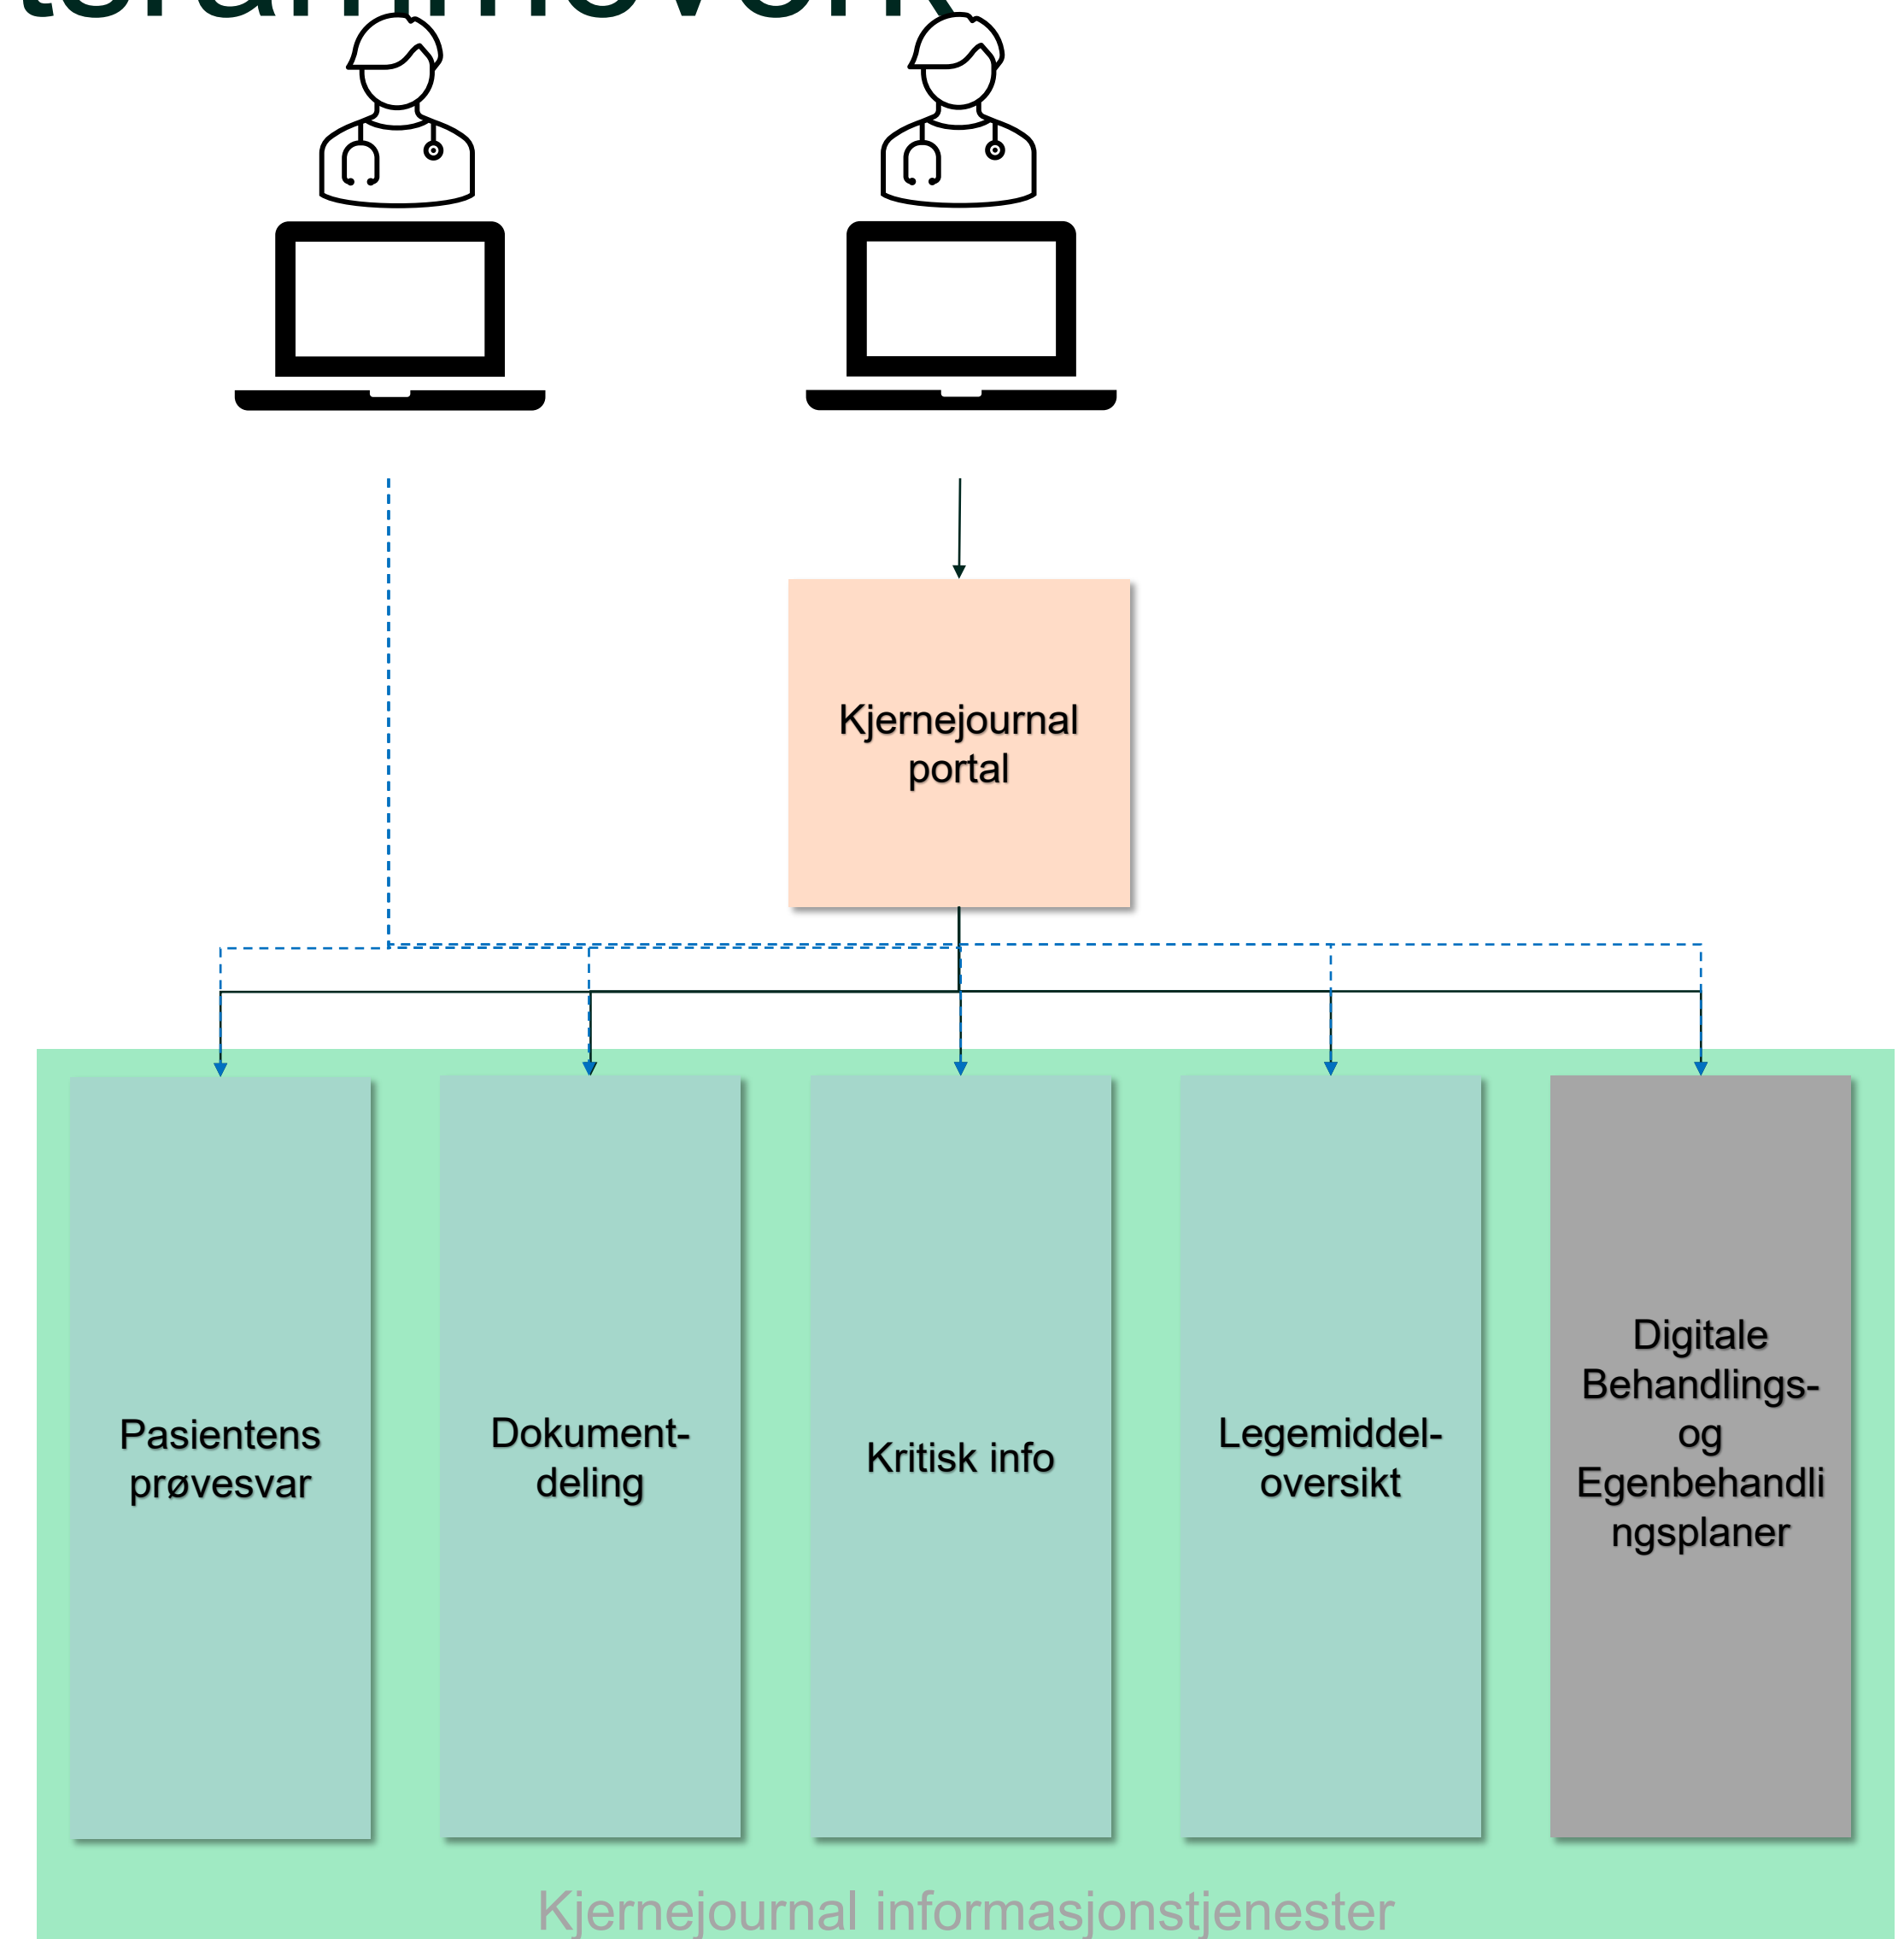 Kjernejournal
portal
Pasientens
prøvesvar
Dokument-
deling
Kritisk info
Legemiddel-
oversikt
Digitale
Behandlings-
og
Egenbehandli
ngsplaner
Kjernejournal informasjonstjenester